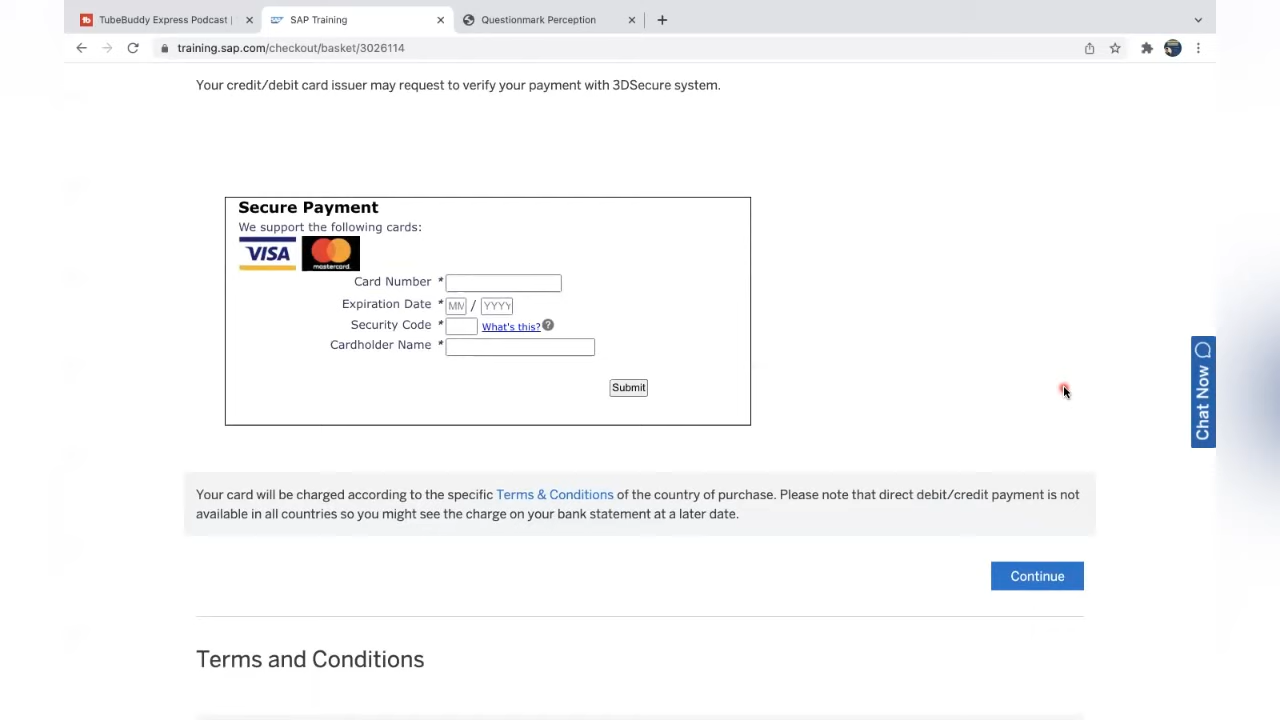 TubeBuddy Express Podcast |
SAP Training
Questionmark Perception
training.sap.com/checkout/basket/3026114
Your credit/debit card issuer may request to verify your payment with 3DSecure system.
Secure Payment
We support the following cards:
VISA mastercard.
Card Number *
Expiration Date * MM / YYYY
Security Code * What's this? ?
Cardholder Name *
Submit
Chat Now
Your card will be charged according to the specific Terms & Conditions of the country of purchase. Please note that direct debit/credit payment is not
available in all countries so you might see the charge on your bank statement at a later date.
Continue
Terms and Conditions